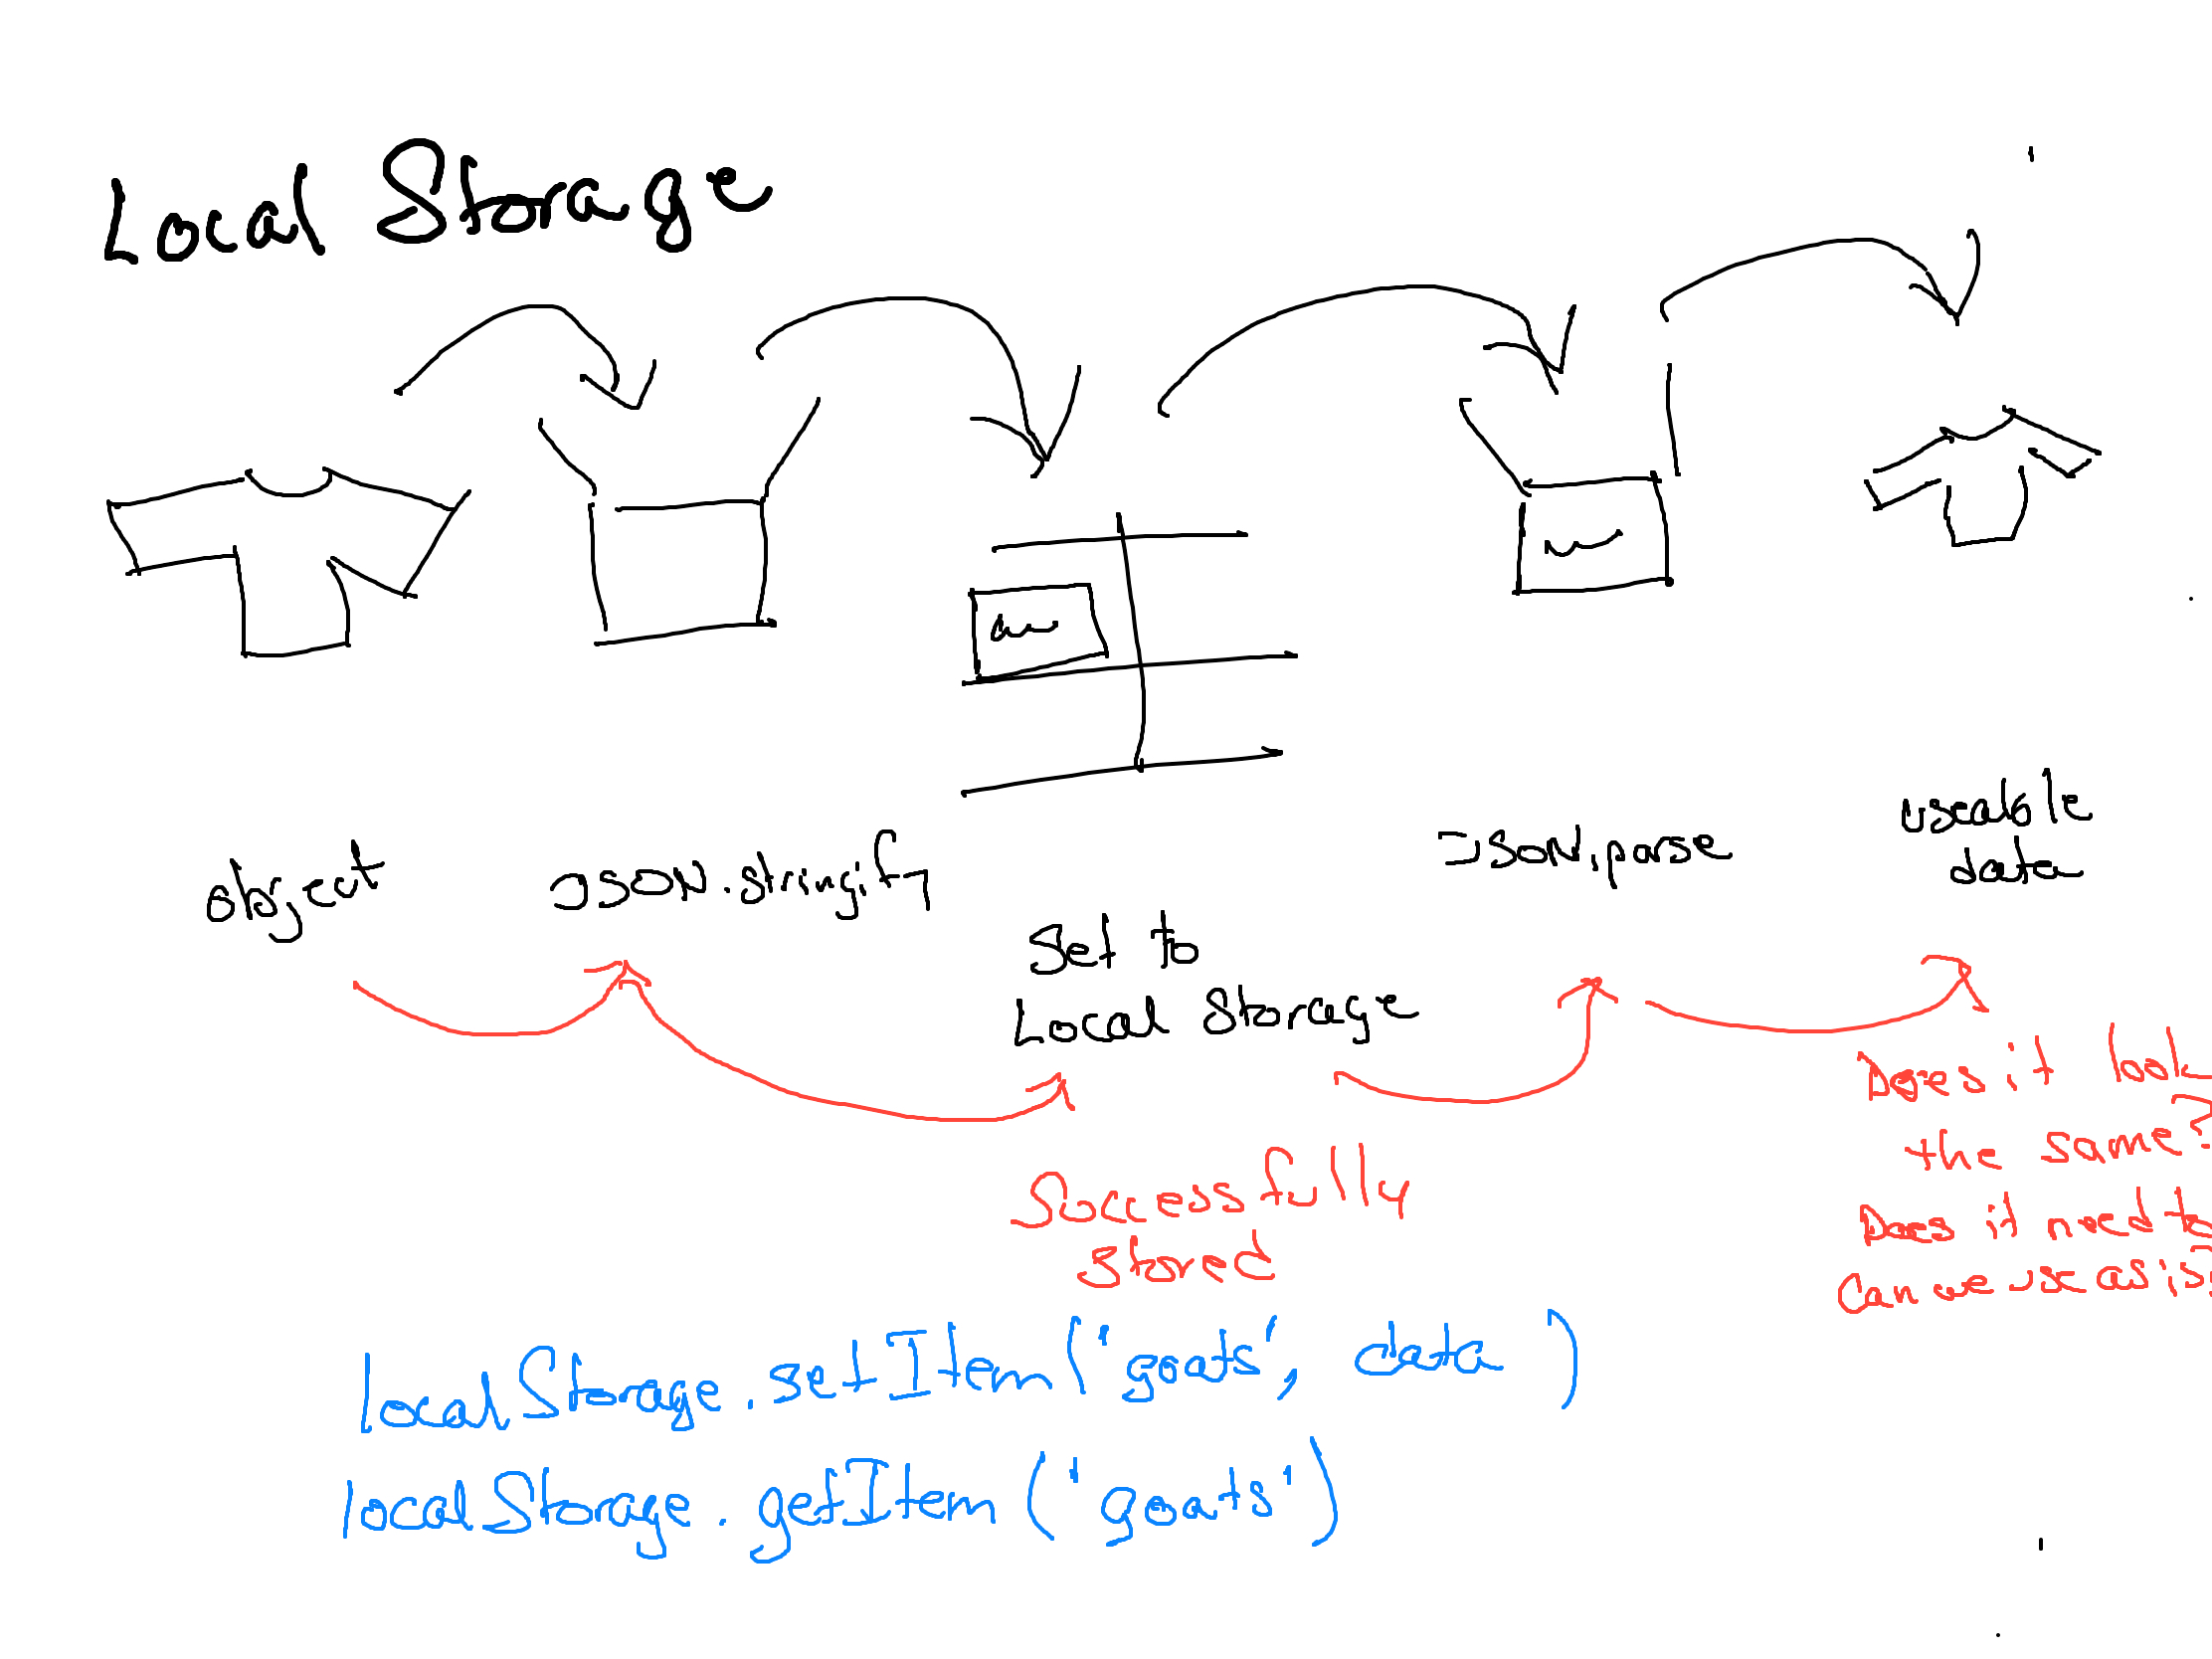 Local Storage
object
JSON.stringify
Set to
Local Storage
JSON.parse
useable
data
Successfully
stored
Does it look
the same?
Does it need to
Can we use as is
localStorage.setItem('goats', data )
localStorage.getItem('goats')